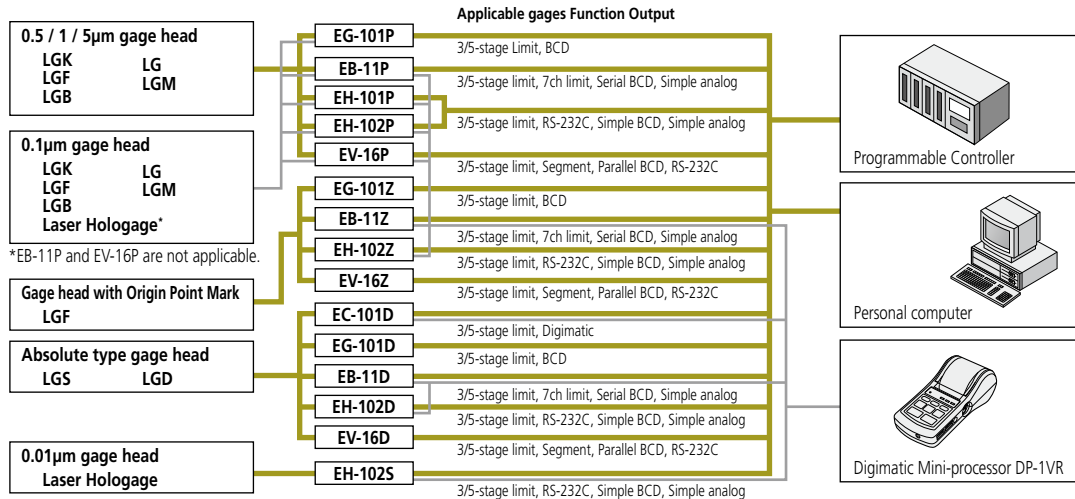 Applicable gages Function Output
0.5 / 1 / 5µm gage head
LGK LG
LGF LGM
LGB
0.1µm gage head
LGK LG
LGF LGM
LGB
Laser Hologage*
*EB-11P and EV-16P are not applicable.
Gage head with Origin Point Mark
LGF
Absolute type gage head
LGS LGD
0.01µm gage head
Laser Hologage
EG-101P
3/5-stage Limit, BCD
EB-11P
3/5-stage limit, 7ch limit, Serial BCD, Simple analog
EH-101P
3/5-stage limit, RS-232C, Simple BCD, Simple analog
EH-102P
EV-16P
3/5-stage limit, Segment, Parallel BCD, RS-232C
EG-101Z
3/5-stage limit, BCD
EB-11Z
3/5-stage limit, 7ch limit, Serial BCD, Simple analog
EH-102Z
3/5-stage limit, RS-232C, Simple BCD, Simple analog
EV-16Z
3/5-stage limit, Segment, Parallel BCD, RS-232C
EC-101D
3/5-stage limit, Digimatic
EG-101D
3/5-stage limit, BCD
EB-11D
3/5-stage limit, 7ch limit, Serial BCD, Simple analog
EH-102D
3/5-stage limit, RS-232C, Simple BCD, Simple analog
EV-16D
3/5-stage limit, Segment, Parallel BCD, RS-232C
EH-102S
3/5-stage limit, RS-232C, Simple BCD, Simple analog
Programmable Controller
Personal computer
Digimatic Mini-processor DP-1VR